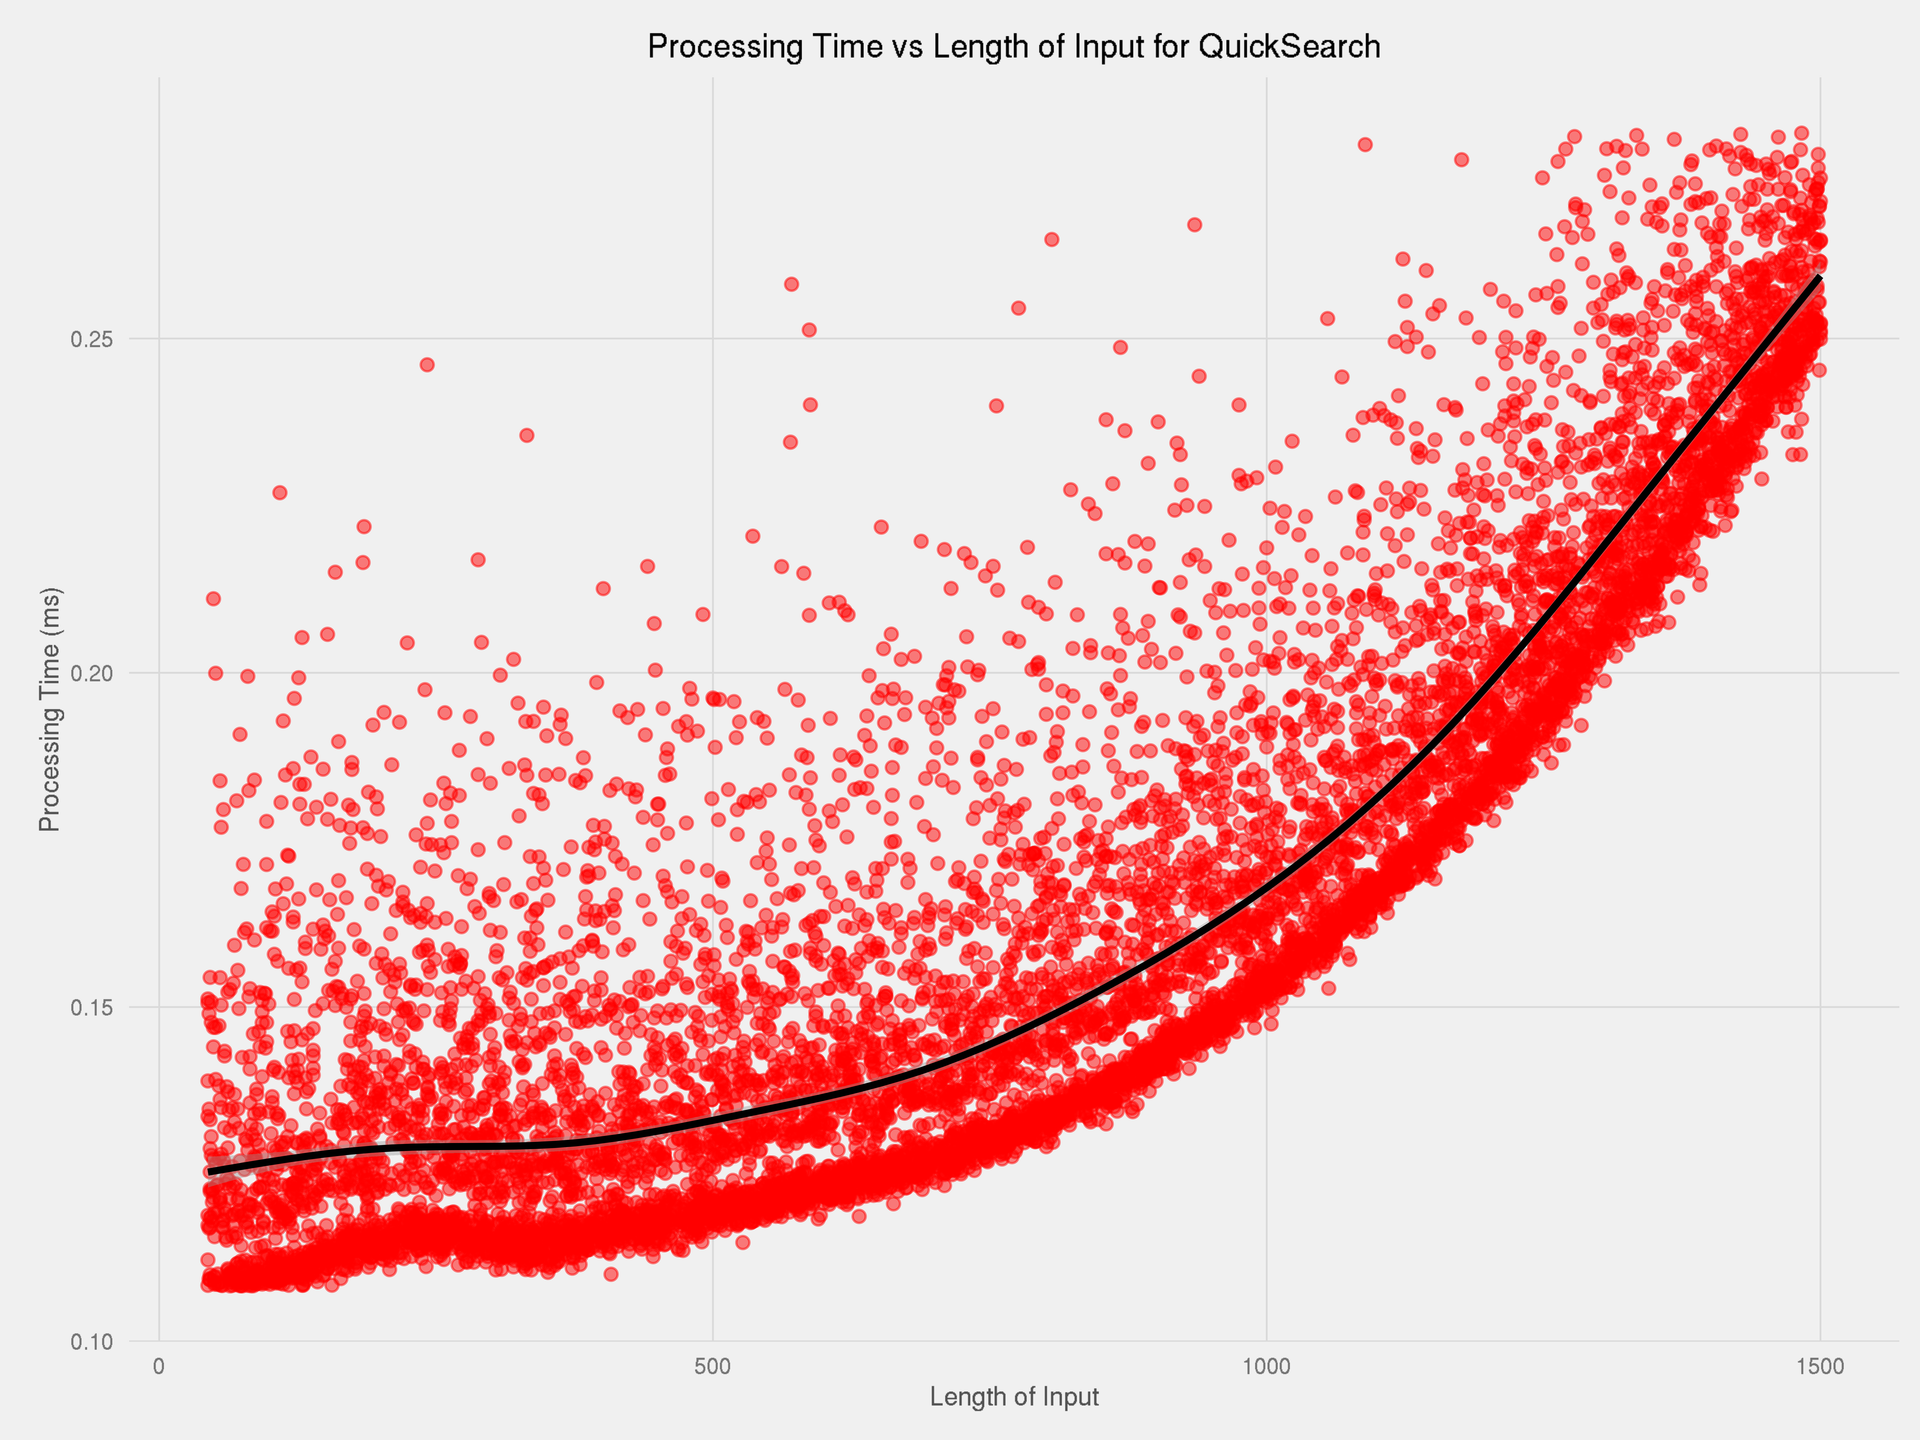 Processing Time vs Length of Input for QuickSearch
Processing Time (ms)
0.25
0.20
0.15
0.10
0
500
1000
1500
Length of Input